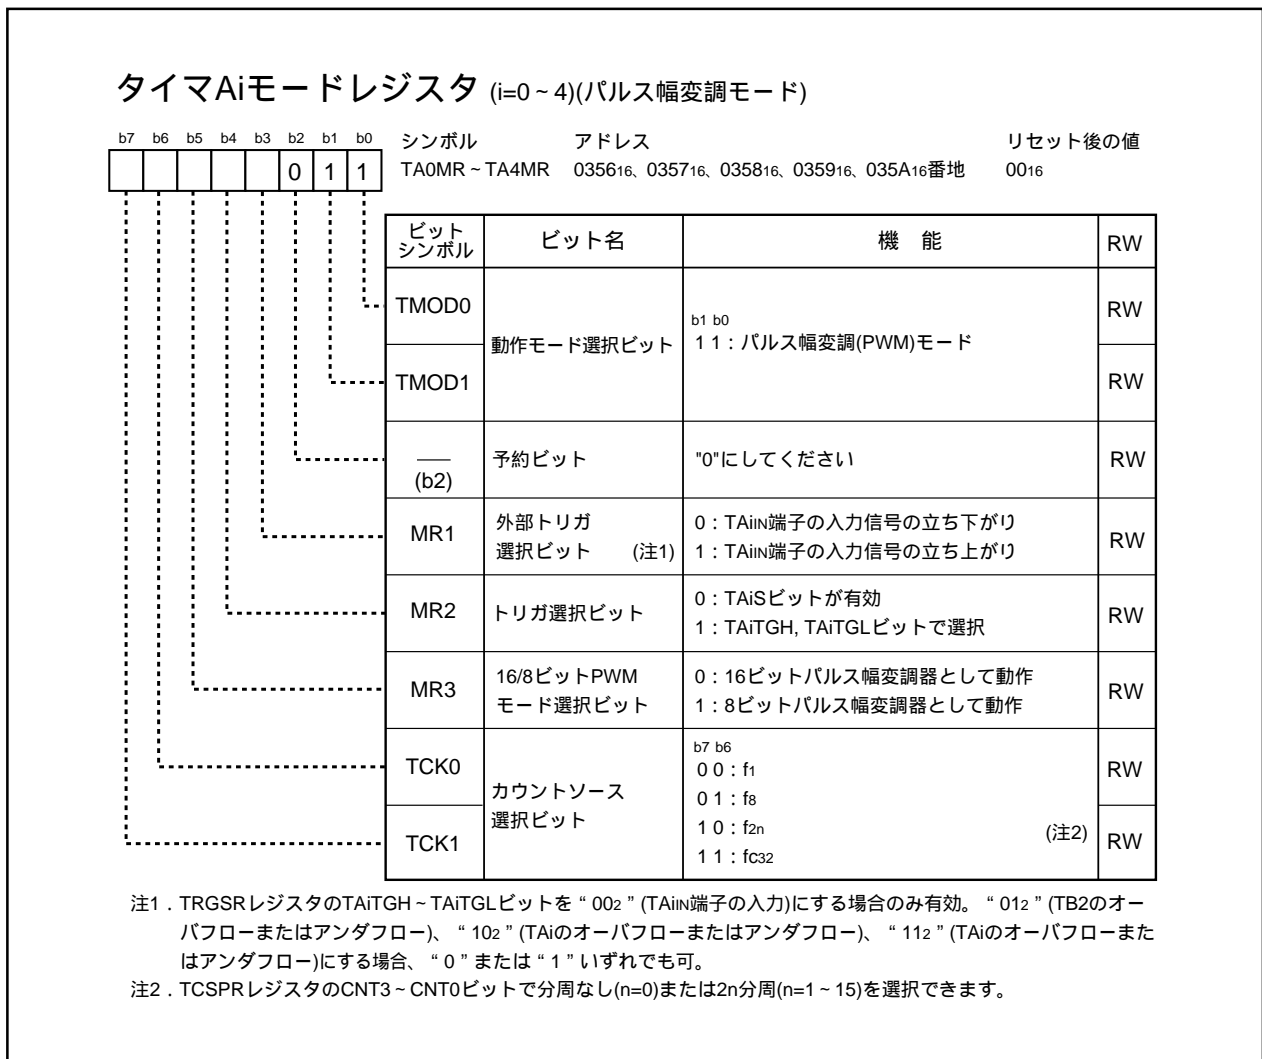 タイマAiモードレジスタ (i=0~4)(パルス幅変調モード)
b7 b6 b5 b4 b3 b2 b1 b0
シンボル アドレス リセット後の値
0 1 1
TA0MR~TA4MR 035616、035716、035816、035916、035A16番地 0016
ビット
シンボル ビット名 機 能 RW
TMOD0 RW
動作モード選択ビット
b1 b0
1 1:パルス幅変調(PWM)モード
TMOD1 RW
(b2) 予約ビット "0"にしてください RW
MR1 外部トリガ
選択ビット (注1)
0:TAiIN端子の入力信号の立ち下がり
1:TAiIN端子の入力信号の立ち上がり
RW
MR2 トリガ選択ビット
0:TAiSビットが有効
1:TAiTGH, TAiTGLビットで選択
RW
MR3 16/8ビットPWM
モード選択ビット
0:16ビットパルス幅変調器として動作
1:8ビットパルス幅変調器として動作
RW
TCK0 RW
カウントソース
選択ビット
b7 b6
0 0:f1
0 1:f8
1 0:f2n (注2)
1 1:fC32
TCK1 RW
注1.TRGSRレジスタのTAiTGH~TAiTGLビットを“002”(TAiIN端子の入力)にする場合のみ有効。“012”(TB2のオー
バフローまたはアンダフロー)、“102”(TAiのオーバフローまたはアンダフロー)、“112”(TAiのオーバフローまた
はアンダフロー)にする場合、“0”または“1”いずれでも可。
注2.TCSPRレジスタのCNT3~CNT0ビットで分周なし(n=0)または2n分周(n=1~15)を選択できます。